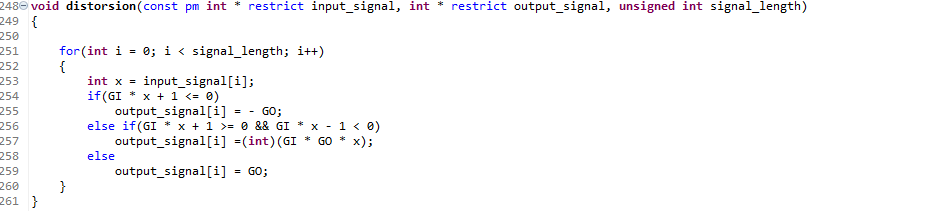 248 void distorsion(const pm int * restrict input_signal, int * restrict output_signal, unsigned int signal_length)
249 {
250
251     for(int i = 0; i < signal_length; i++)
252     {
253         int x = input_signal[i];
254         if(GI * x + 1 <= 0)
255             output_signal[i] = - GO;
256         else if(GI * x + 1 >= 0 && GI * x - 1 < 0)
257             output_signal[i] =(int)(GI * GO * x);
258         else
259             output_signal[i] = GO;
260     }
261 }